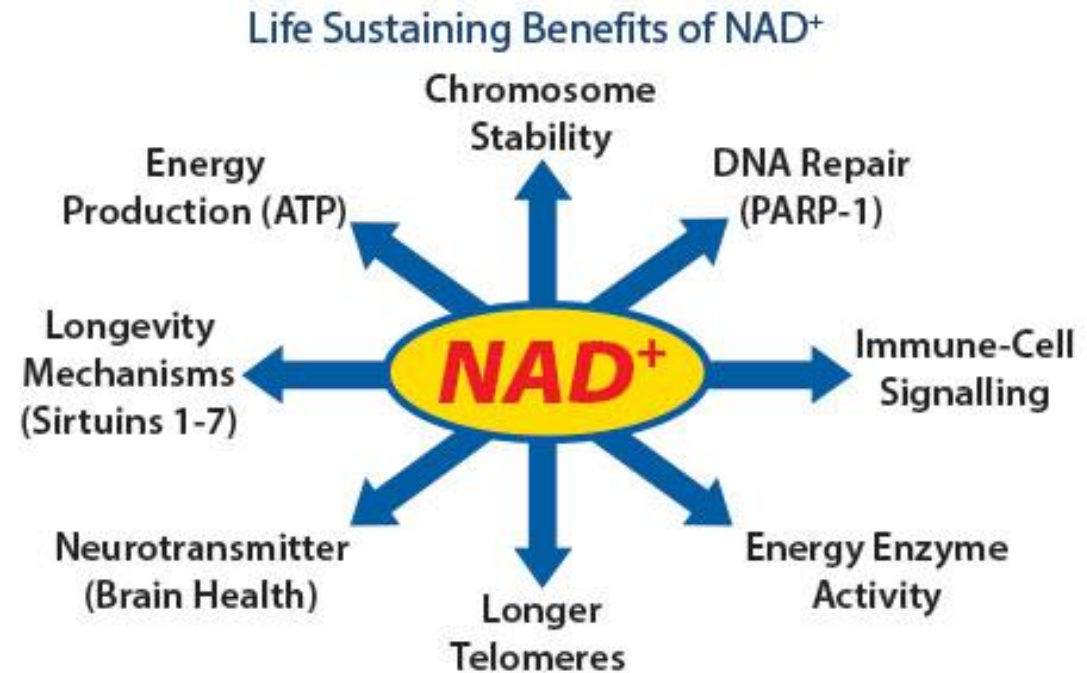 Life Sustaining Benefits of NAD⁺
Chromosome
Stability
Energy
Production (ATP)
DNA Repair
(PARP-1)
Longevity
Mechanisms
(Sirtuins 1-7)
NAD⁺
Immune-Cell
Signalling
Neurotransmitter
(Brain Health)
Longer
Telomeres
Energy Enzyme
Activity